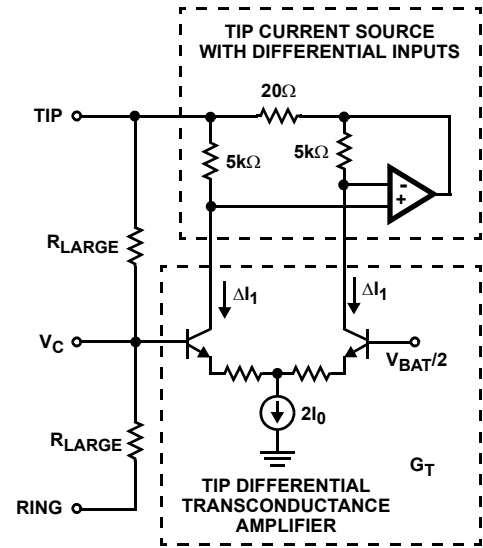 TIP CURRENT SOURCE
WITH DIFFERENTIAL INPUTS
20Ω
TIP
5kΩ
5kΩ
-
+
RLARGE
ΔI1
ΔI1
VC
VBAT/2
2I0
RLARGE
GT
RING
TIP DIFFERENTIAL
TRANSCONDUCTANCE
AMPLIFIER